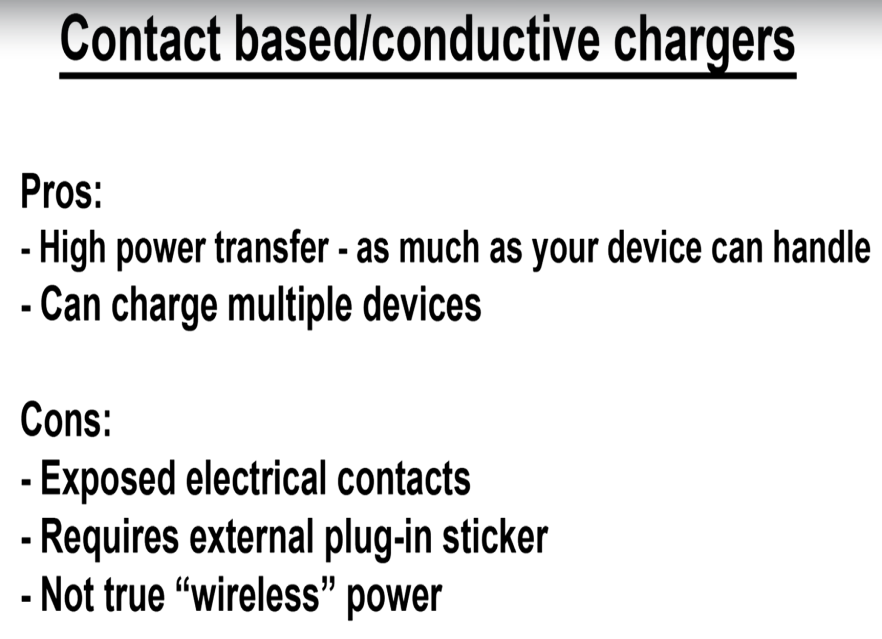 Contact based/conductive chargers
Pros:
- High power transfer - as much as your device can handle
- Can charge multiple devices
Cons:
- Exposed electrical contacts
- Requires external plug-in sticker
- Not true “wireless” power